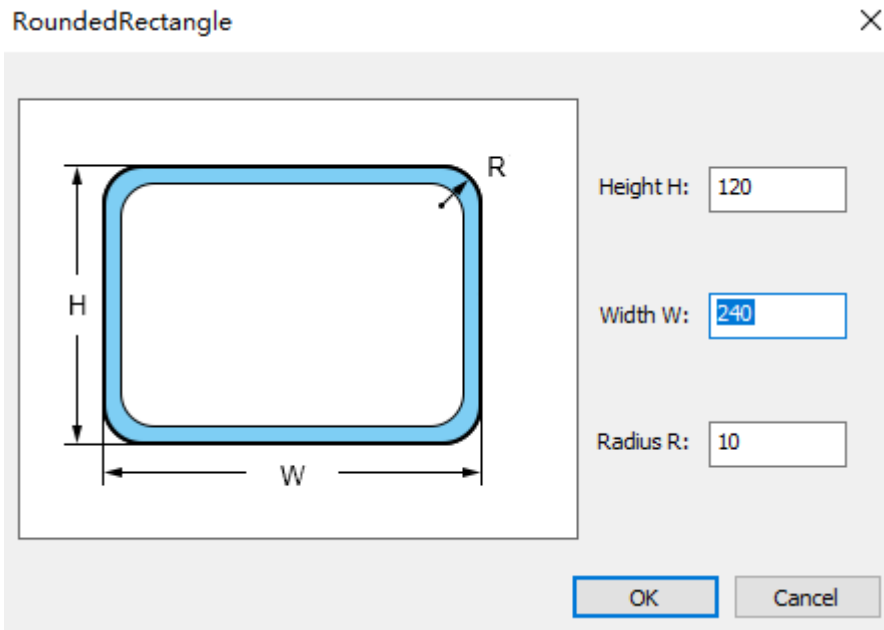 RoundedRectangle
R
Height H: 120
H
Width W: 240
Radius R: 10
W
OK Cancel